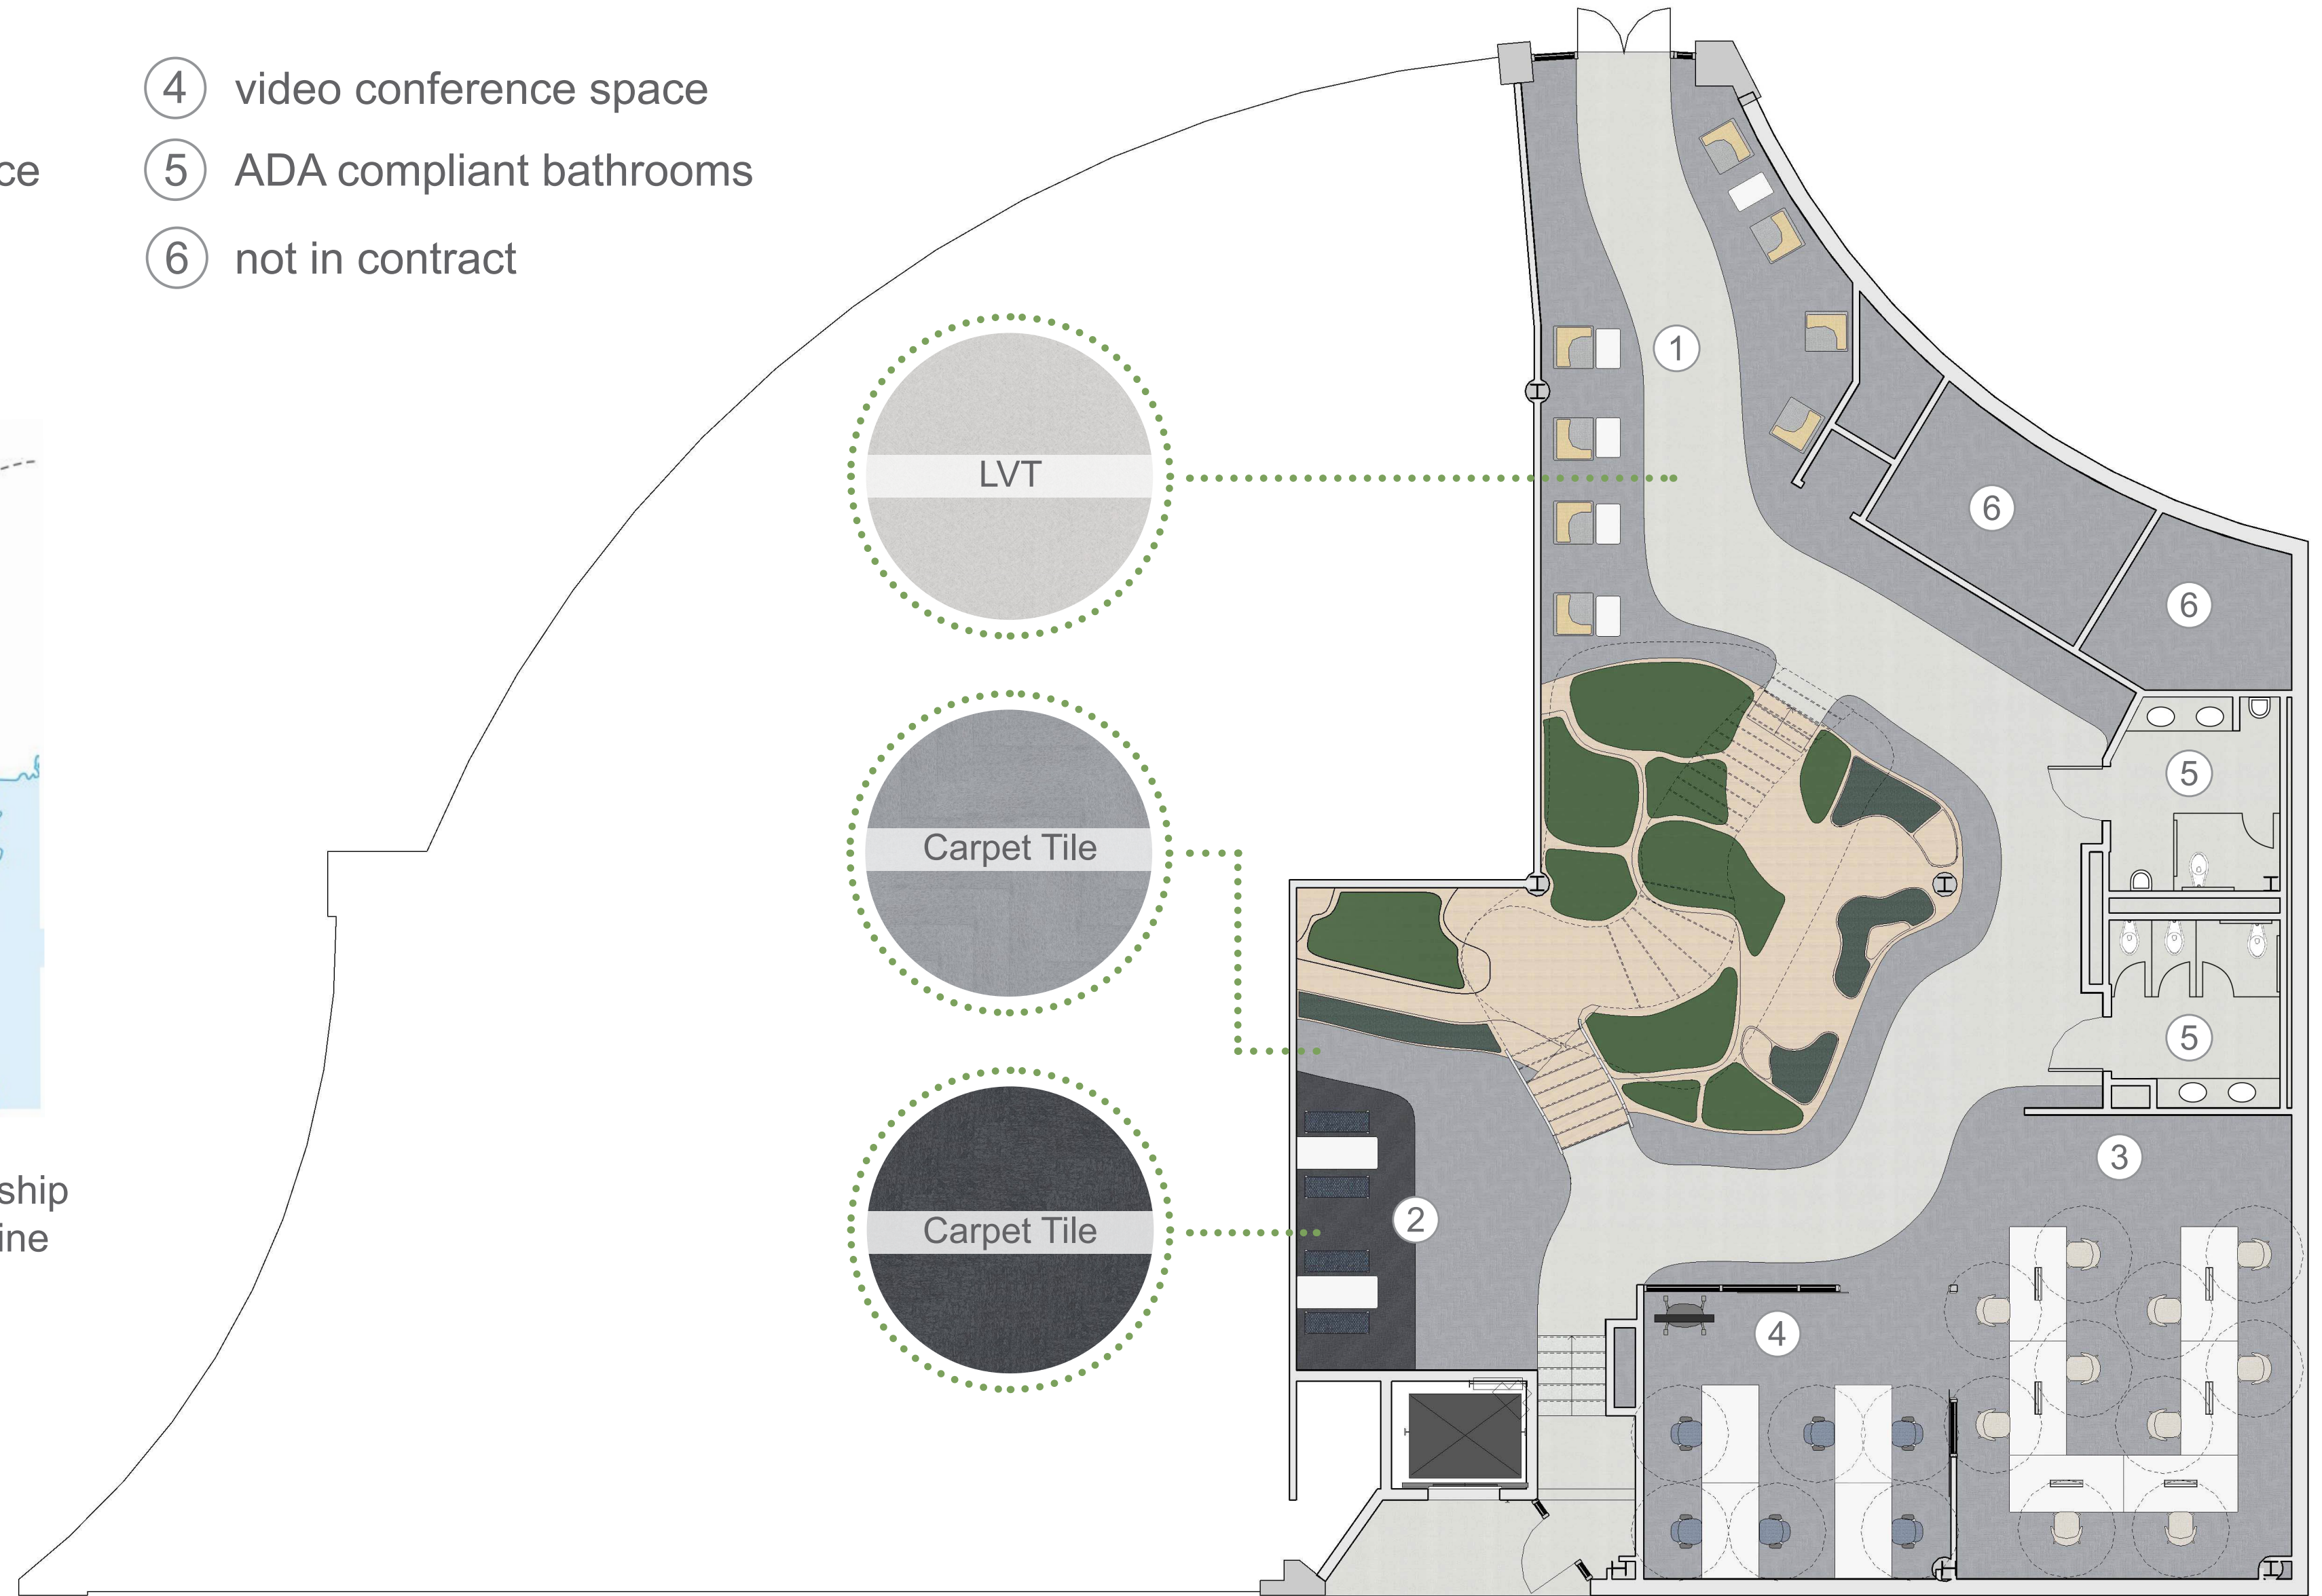 4 video conference space
ce
5 ADA compliant bathrooms
6 not in contract
1
LVT
6
6
5
Carpet Tile
5
3
ship
2
Carpet Tile
ine
4